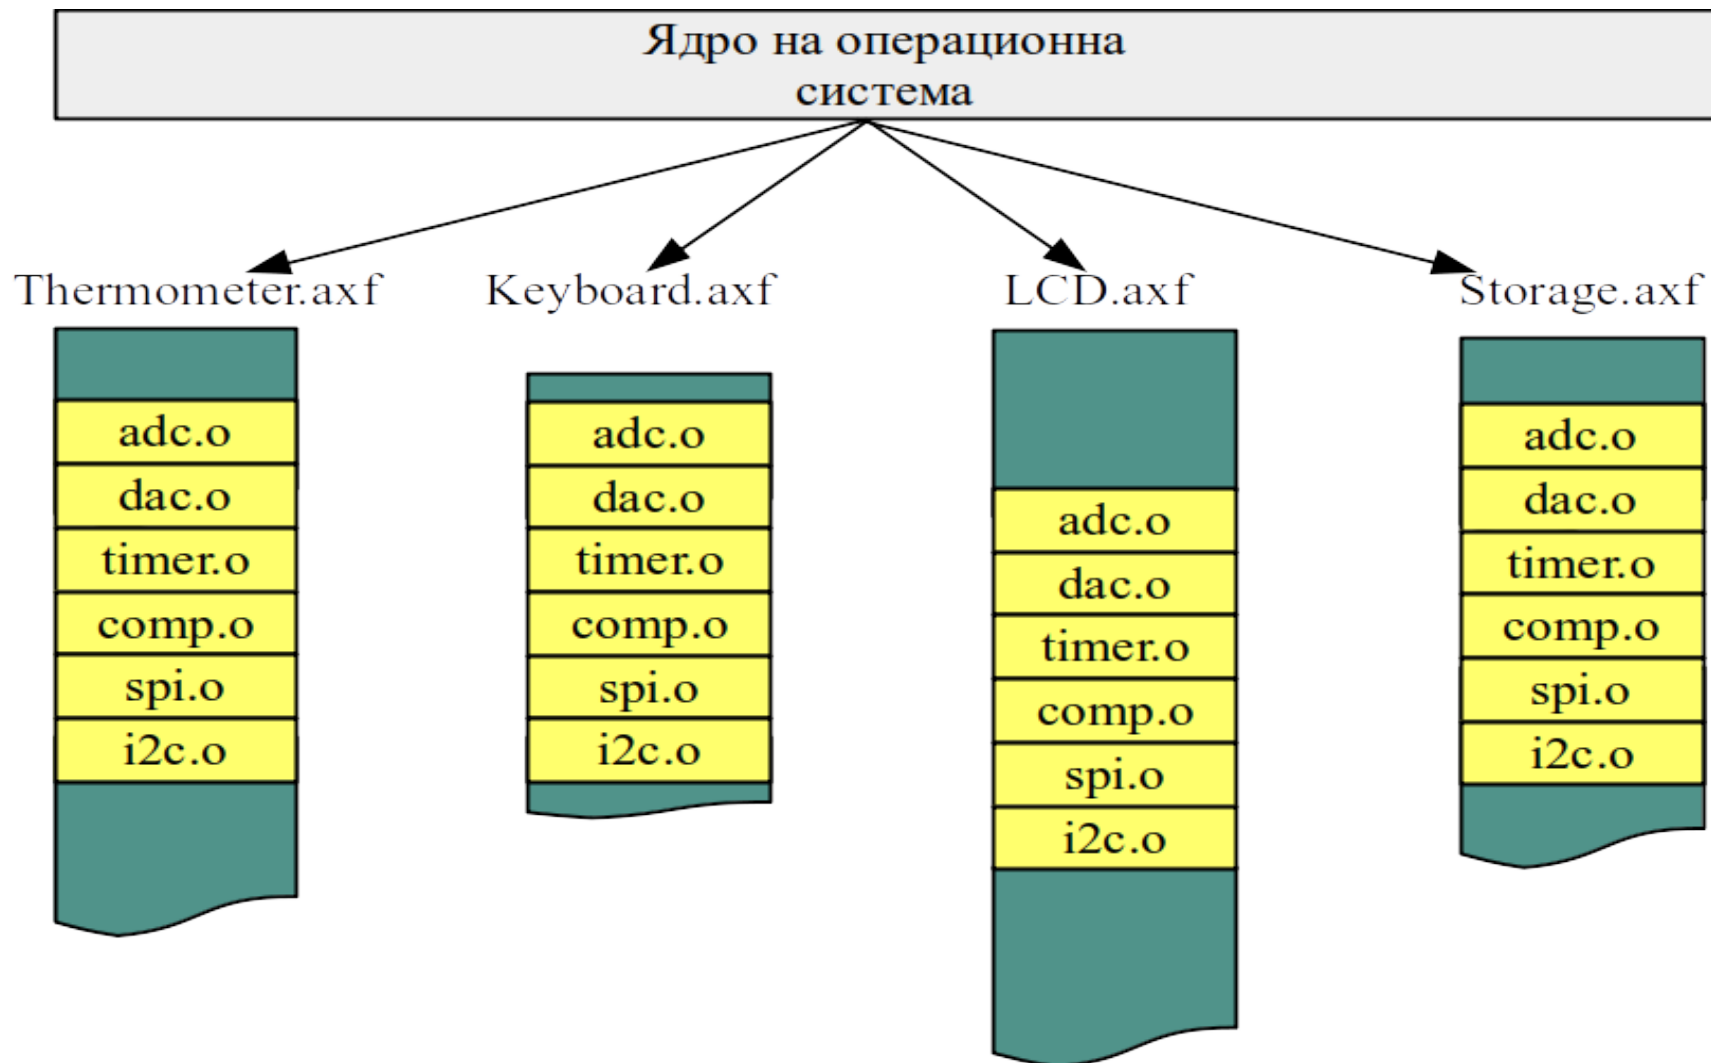 Ядро на операционна
система
Thermometer.axf
Keyboard.axf
LCD.axf
Storage.axf
adc.o
dac.o
timer.o
comp.o
spi.o
i2c.o
adc.o
dac.o
timer.o
comp.o
spi.o
i2c.o
adc.o
dac.o
timer.o
comp.o
spi.o
i2c.o
adc.o
dac.o
timer.o
comp.o
spi.o
i2c.o